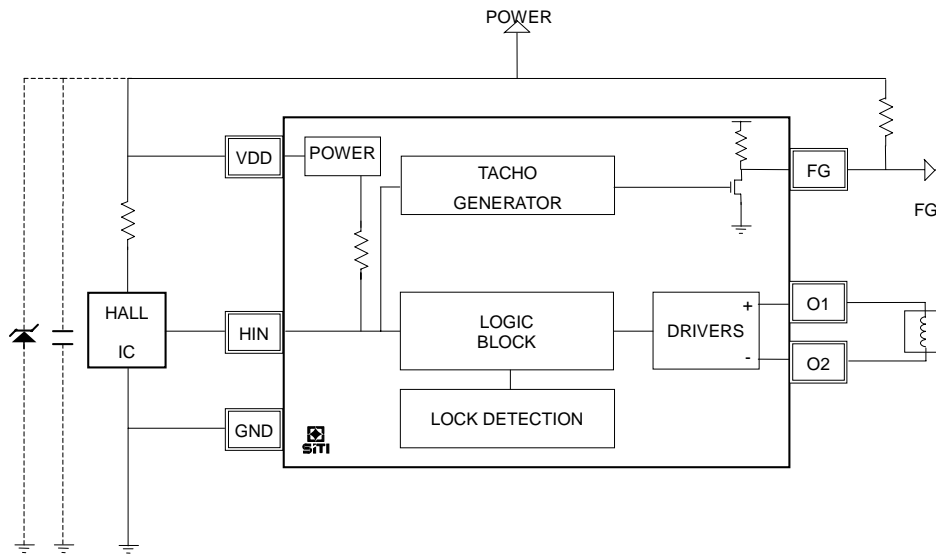 POWER
VDD
POWER
TACHO
GENERATOR
FG
FG
HALL
IC
HIN
LOGIC
BLOCK
DRIVERS
+
-
O1
O2
GND
LOCK DETECTION
SiTI